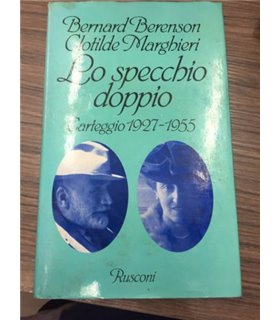 Bernard Berenson
Clotilde Marghieri
Lo specchio
doppio
Carteggio 1927-1955
Rusconi